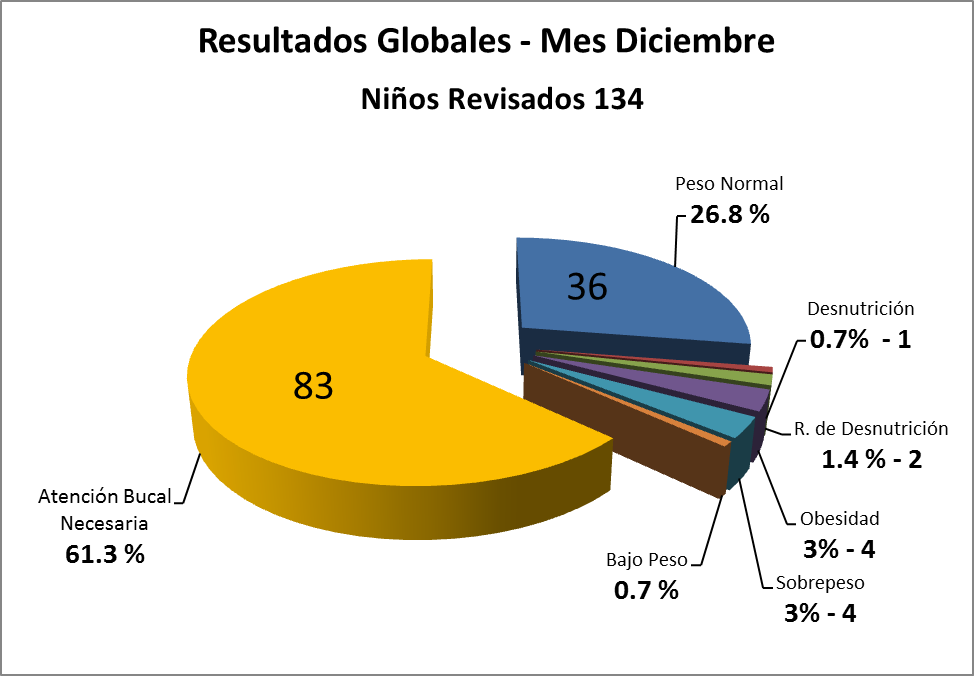 Resultados Globales - Mes Diciembre
Niños Revisados 134
Peso Normal
26.8 %
36
Desnutrición
0.7% - 1
83
R. de Desnutrición
1.4 % - 2
Atención Bucal
Necesaria
61.3 %
Obesidad
3% - 4
Bajo Peso
0.7 %
Sobrepeso
3% - 4